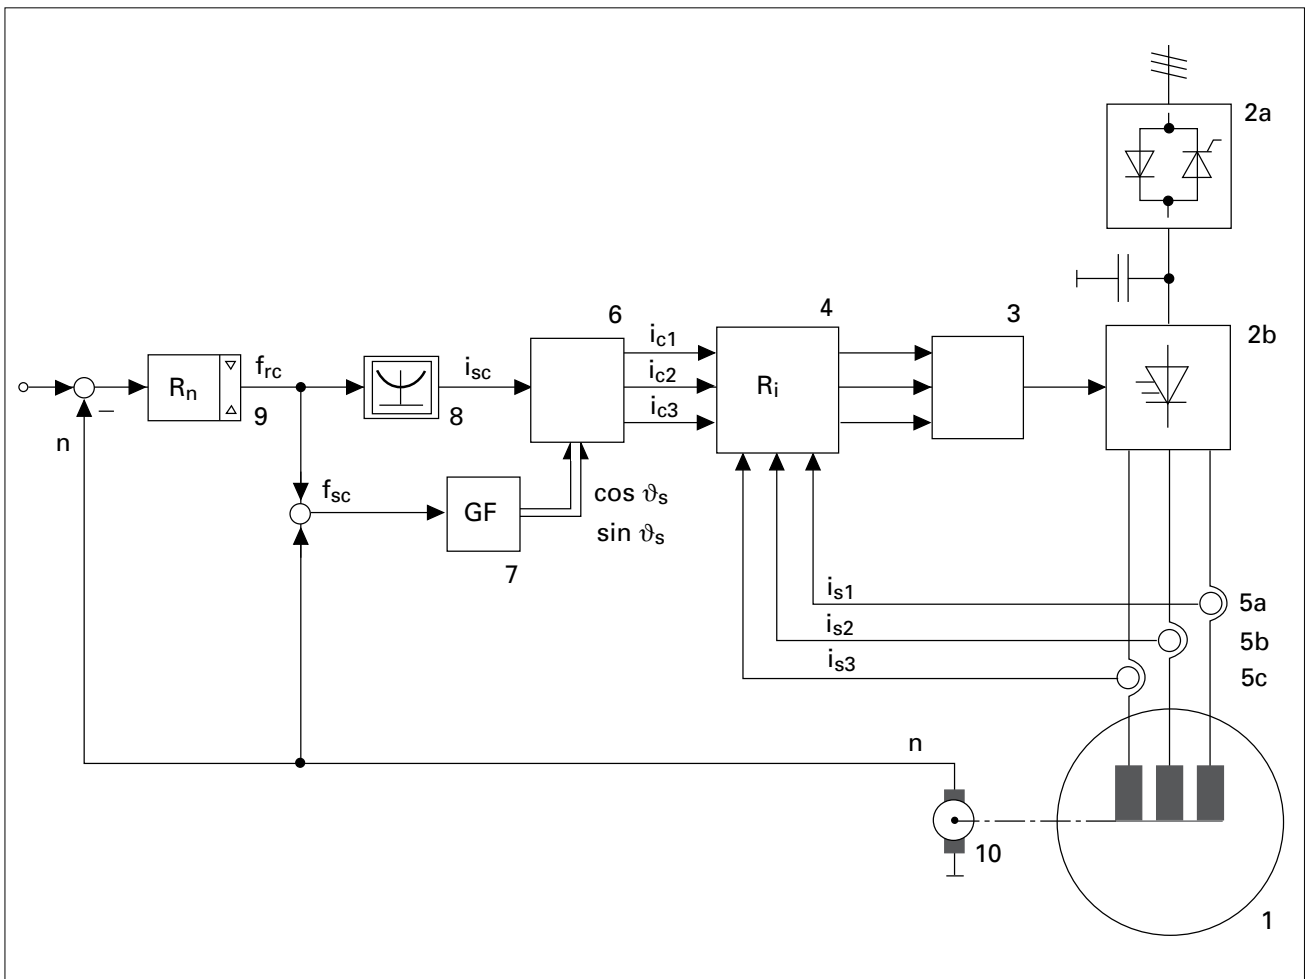 2a
2b
3
4
6
i_c1
i_c2
i_c3
R_i
R_n
f_rc
9
8
i_sc
n
–
f_sc
GF
7
cos ϑ_s
sin ϑ_s
i_s1
i_s2
i_s3
5a
5b
5c
n
10
1